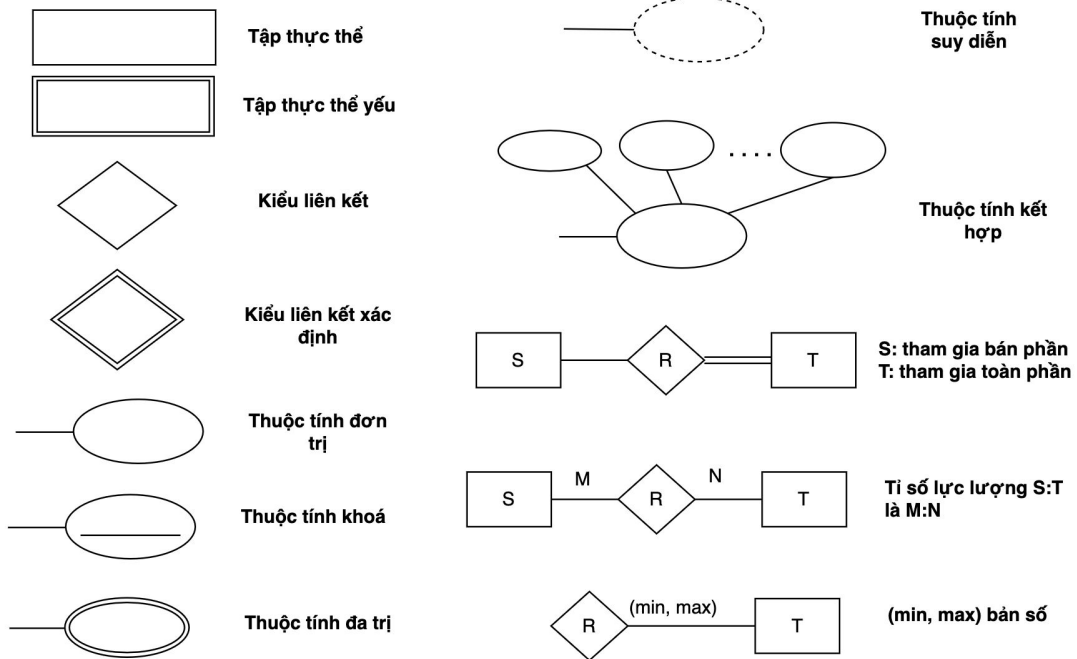 Tập thực thể
Tập thực thể yếu
Kiểu liên kết
Kiểu liên kết xác
định
Thuộc tính đơn
trị
Thuộc tính khoá
Thuộc tính đa trị
Thuộc tính
suy diễn
....
Thuộc tính kết
hợp
S R T
S: tham gia bán phần
T: tham gia toàn phần
S M R N T
Tỉ số lực lượng S:T
là M:N
R (min, max) T
(min, max) bản số